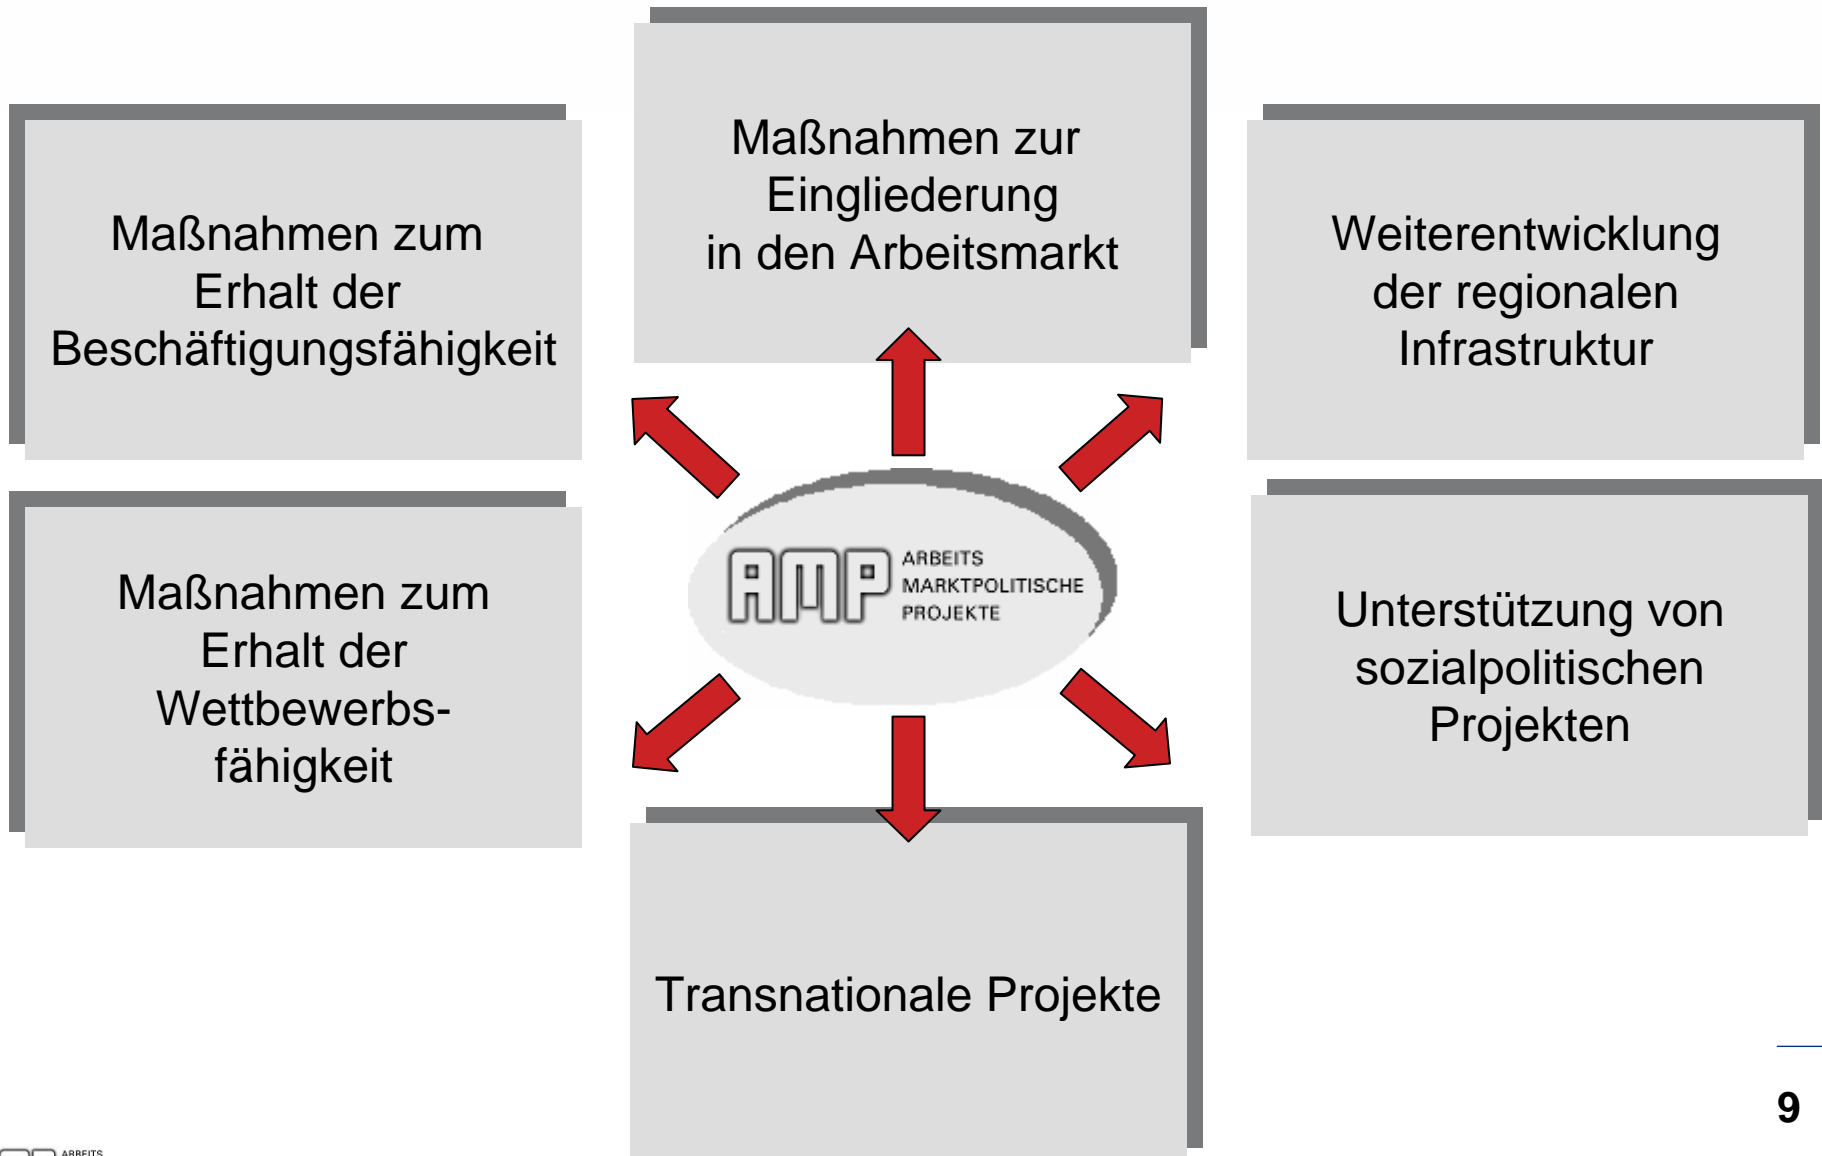 Maßnahmen zur
Eingliederung
in den Arbeitsmarkt
Maßnahmen zum
Erhalt der
Beschäftigungsfähigkeit
Weiterentwicklung
der regionalen
Infrastruktur
AMP
ARBEITS
MARKTPOLITISCHE
PROJEKTE
Maßnahmen zum
Erhalt der
Wettbewerbs-
fähigkeit
Unterstützung von
sozialpolitischen
Projekten
Transnationale Projekte
9
ARBEITS